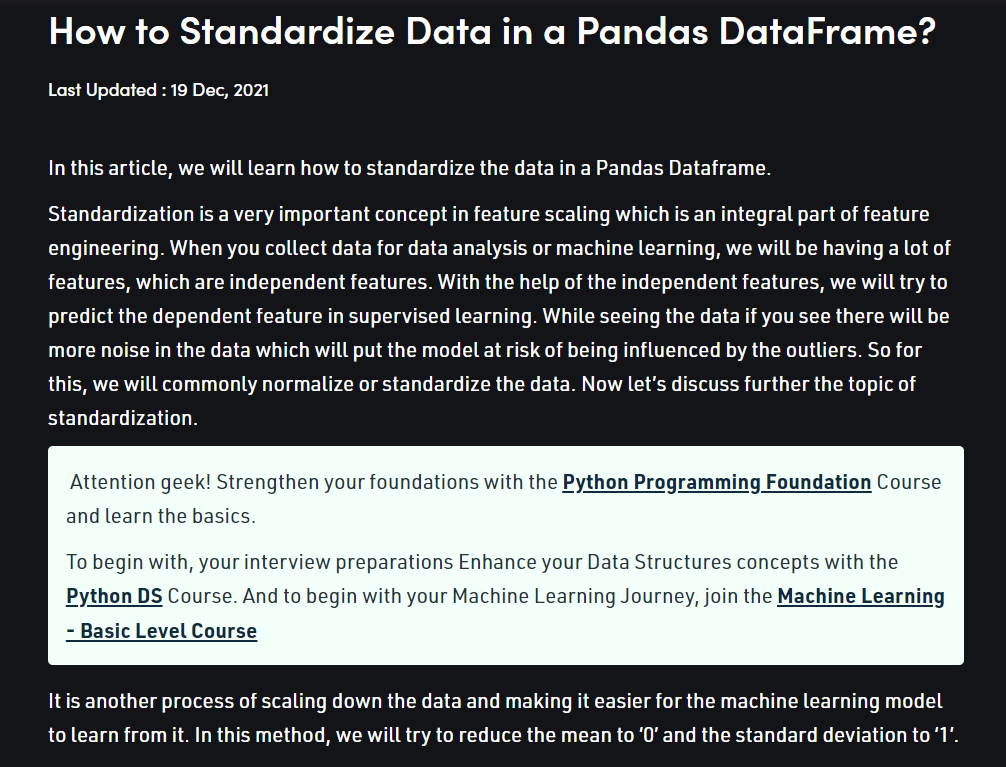 How to Standardize Data in a Pandas DataFrame?
Last Updated : 19 Dec, 2021
In this article, we will learn how to standardize the data in a Pandas Dataframe.
Standardization is a very important concept in feature scaling which is an integral part of feature
engineering. When you collect data for data analysis or machine learning, we will be having a lot of
features, which are independent features. With the help of the independent features, we will try to
predict the dependent feature in supervised learning. While seeing the data if you see there will be
more noise in the data which will put the model at risk of being influenced by the outliers. So for
this, we will commonly normalize or standardize the data. Now let’s discuss further the topic of
standardization.
Attention geek! Strengthen your foundations with the Python Programming Foundation Course
and learn the basics.
To begin with, your interview preparations Enhance your Data Structures concepts with the
Python DS Course. And to begin with your Machine Learning Journey, join the Machine Learning
- Basic Level Course
It is another process of scaling down the data and making it easier for the machine learning model
to learn from it. In this method, we will try to reduce the mean to ‘0’ and the standard deviation to ‘1’.